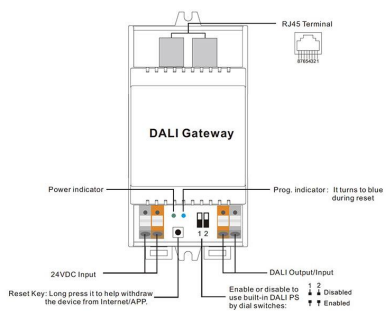 RJ45 Terminal
87654321
DALI Gateway
Power indicator
Prog. indicator: It turns to blue
during reset
1 2
24VDC Input
DALI Output/Input
Reset Key: Long press it to help withdraw
the device from Internet/APP.
Enable or disable to
use built-in DALI PS
by dial switches:
1 2
Disabled
Enabled